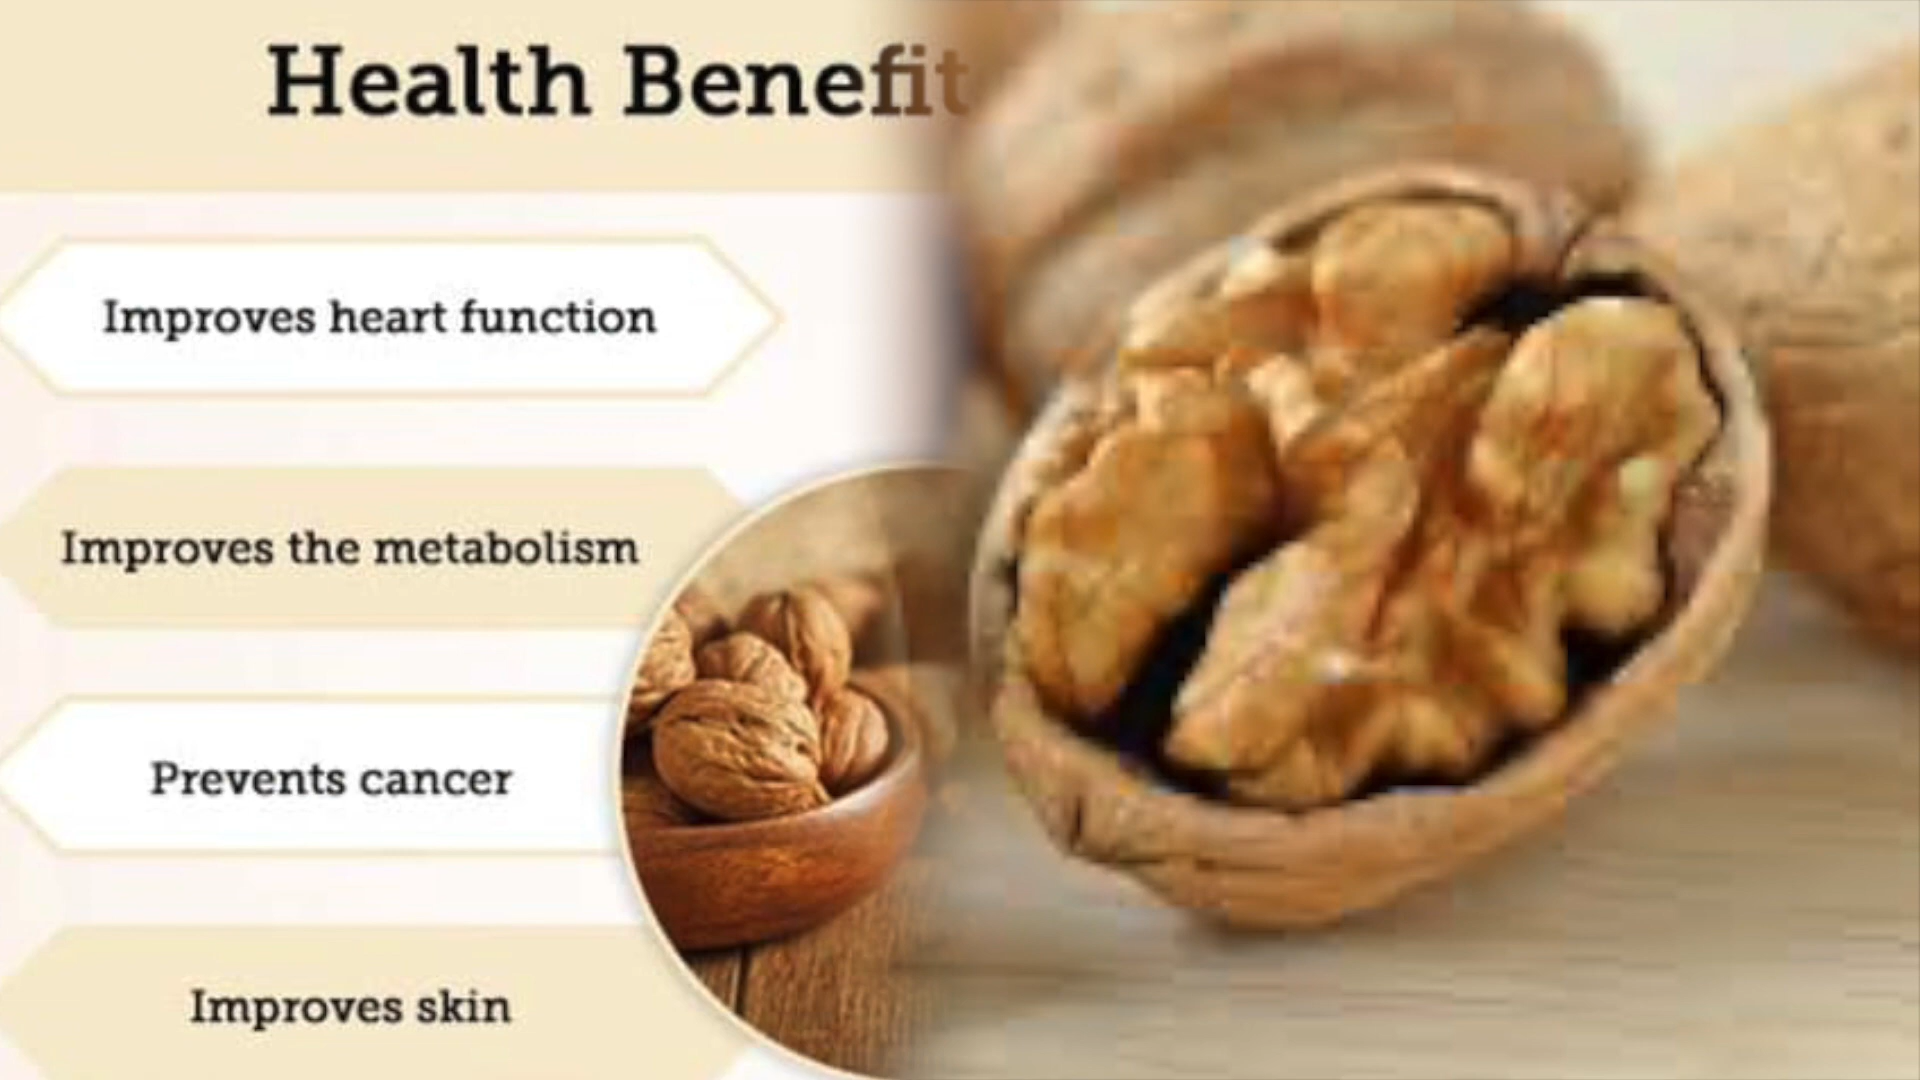 Health Benefit
Improves heart function
Improves the metabolism
Prevents cancer
Improves skin